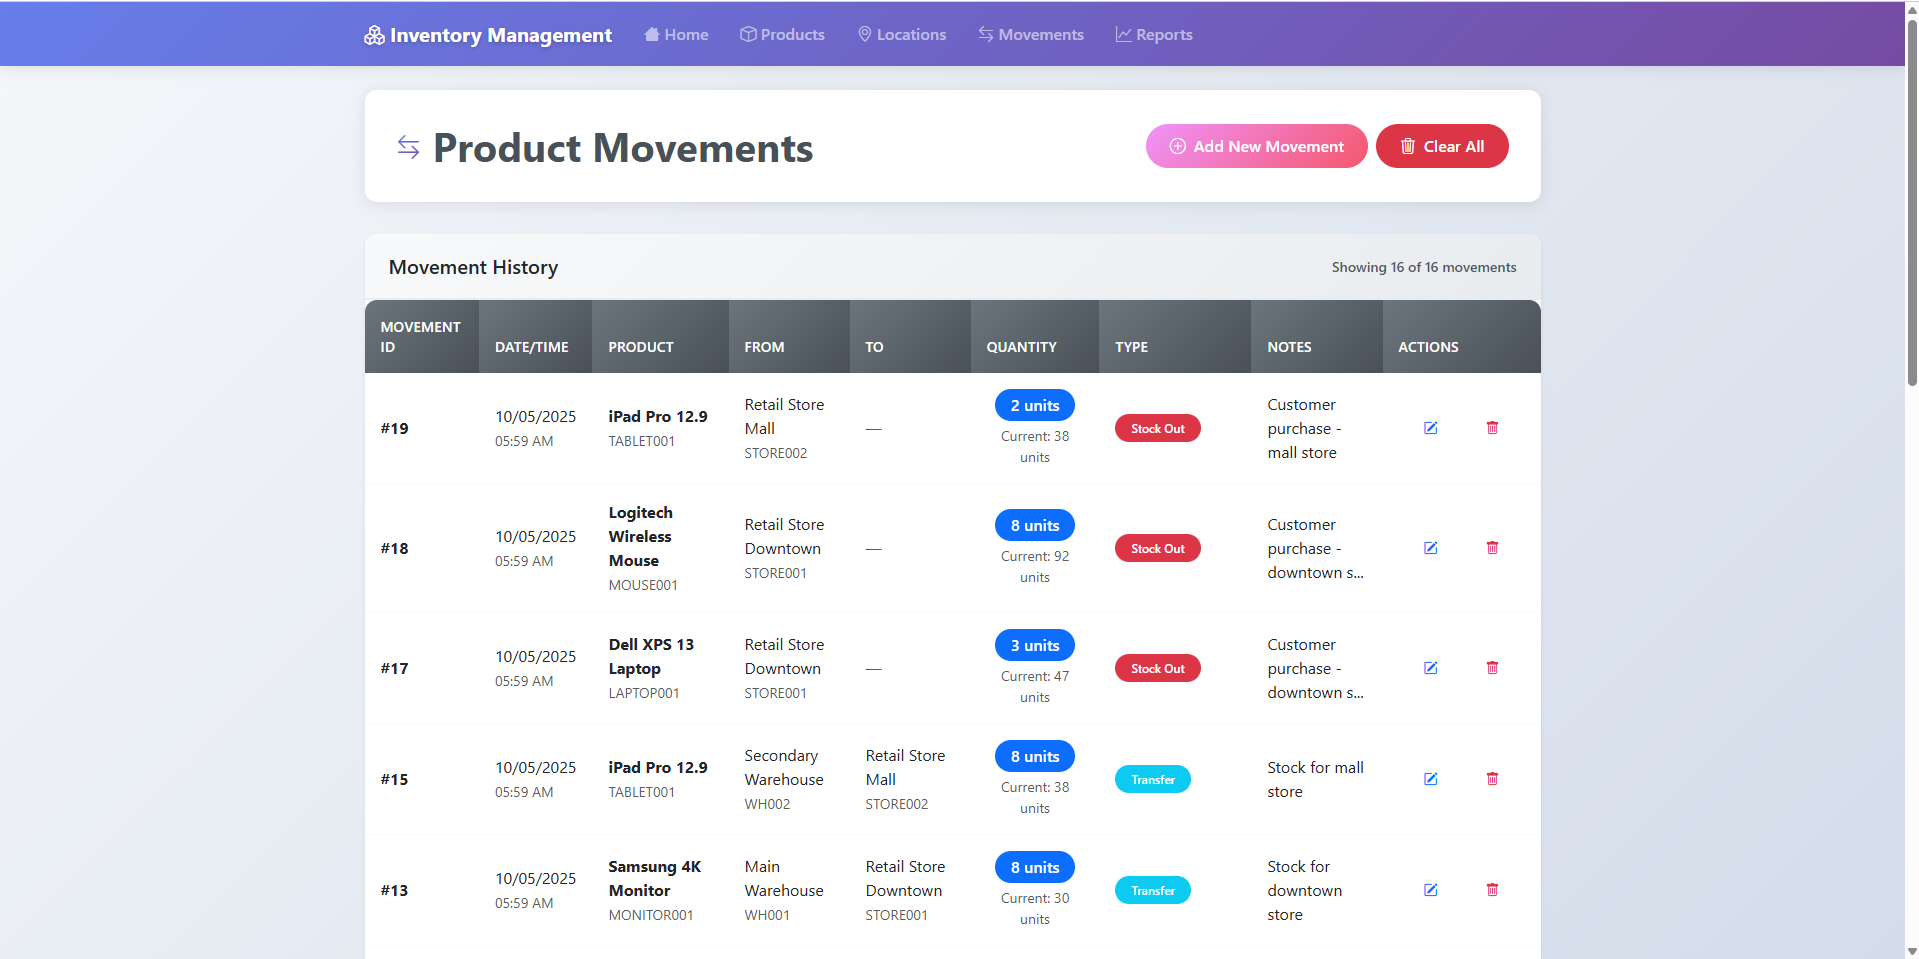 Inventory Management Home Products Locations Movements Reports
Product Movements
Add New Movement Clear All
Movement History
Showing 16 of 16 movements
MOVEMENT
ID DATE/TIME PRODUCT FROM TO QUANTITY TYPE NOTES ACTIONS
#19
10/05/2025
05:59 AM
iPad Pro 12.9
TABLET001
Retail Store
Mall
STORE002
—
2 units
Current: 38
units
Stock Out
Customer
purchase -
mall store
#18
10/05/2025
05:59 AM
Logitech
Wireless
Mouse
MOUSE001
Retail Store
Downtown
STORE001
—
8 units
Current: 92
units
Stock Out
Customer
purchase -
downtown s...
#17
10/05/2025
05:59 AM
Dell XPS 13
Laptop
LAPTOP001
Retail Store
Downtown
STORE001
—
3 units
Current: 47
units
Stock Out
Customer
purchase -
downtown s...
#15
10/05/2025
05:59 AM
iPad Pro 12.9
TABLET001
Secondary
Warehouse
WH002
Retail Store
Mall
STORE002
8 units
Current: 38
units
Transfer
Stock for mall
store
#13
10/05/2025
05:59 AM
Samsung 4K
Monitor
MONITOR001
Main
Warehouse
WH001
Retail Store
Downtown
STORE001
8 units
Current: 30
units
Transfer
Stock for
downtown
store